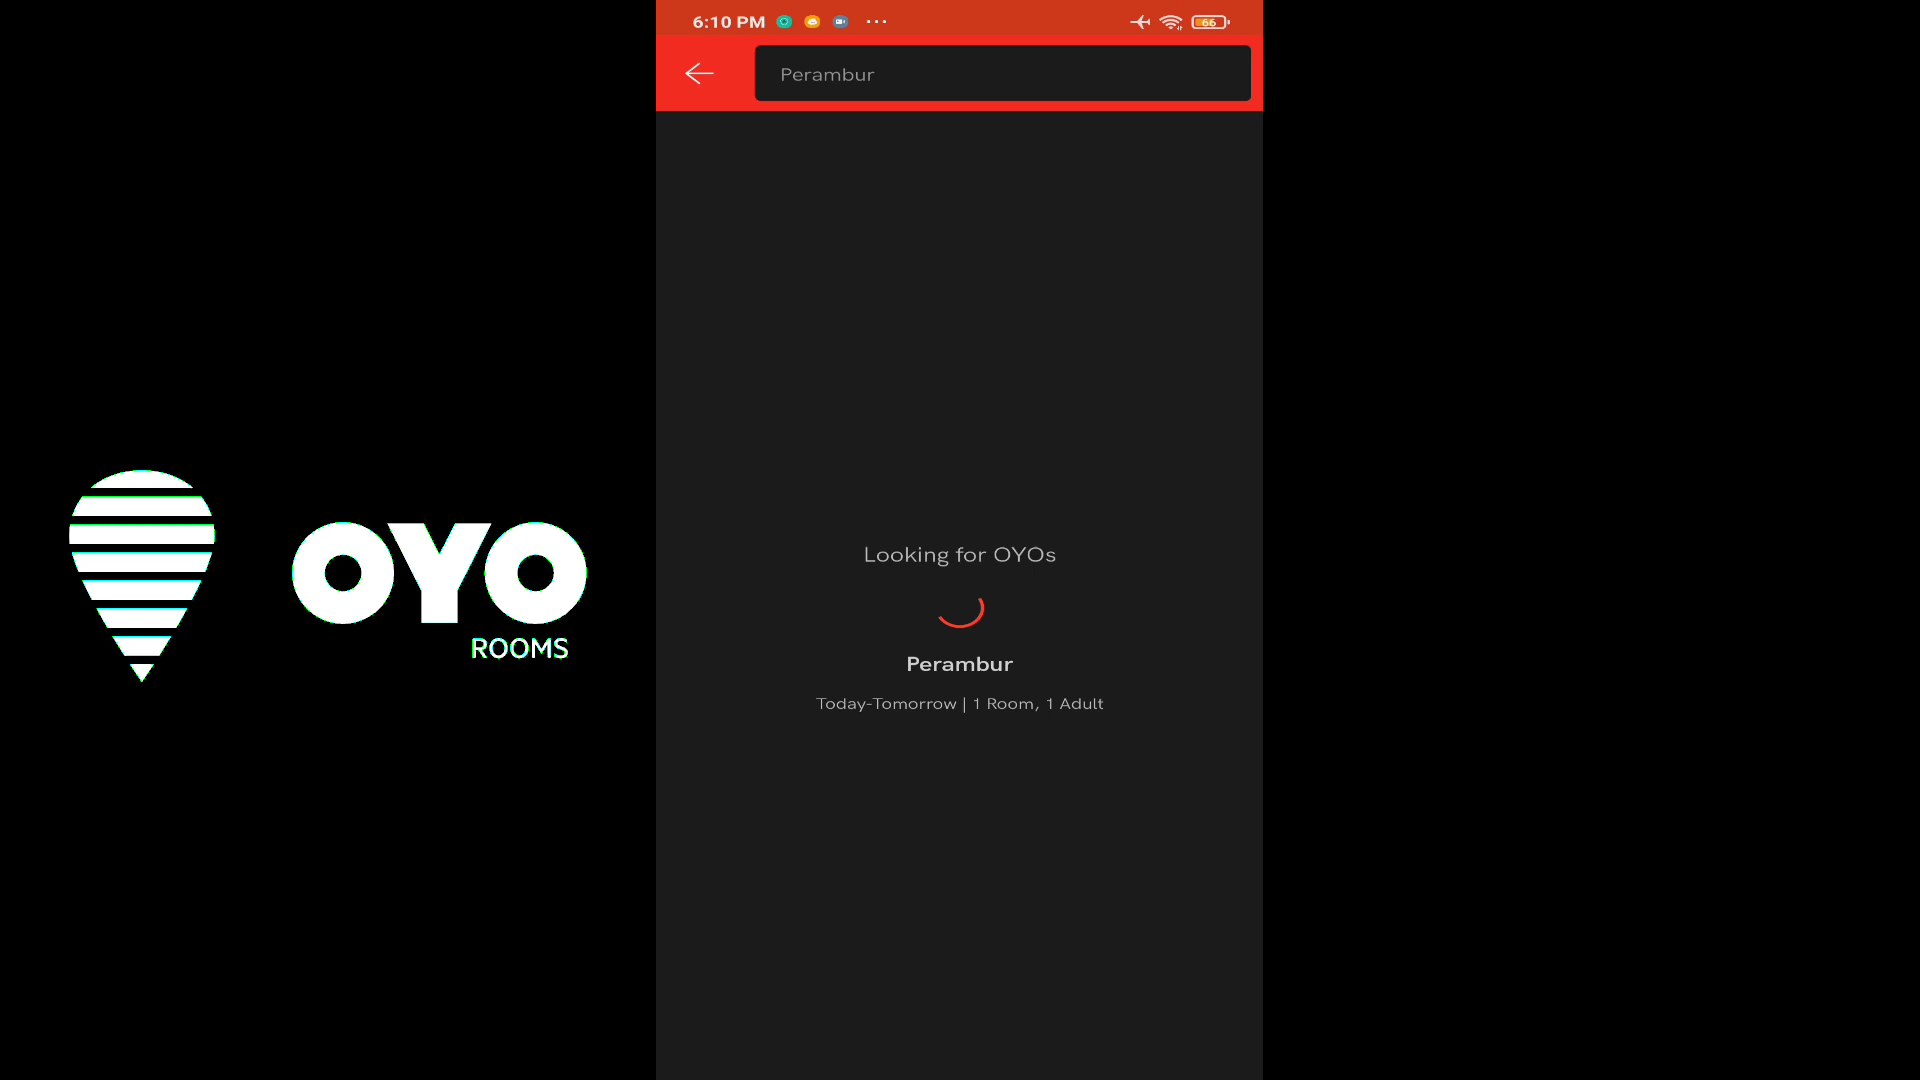 6:10 PM
66
Perambur
Looking for OYOs
Perambur
Today-Tomorrow | 1 Room, 1 Adult
OYO
ROOMS